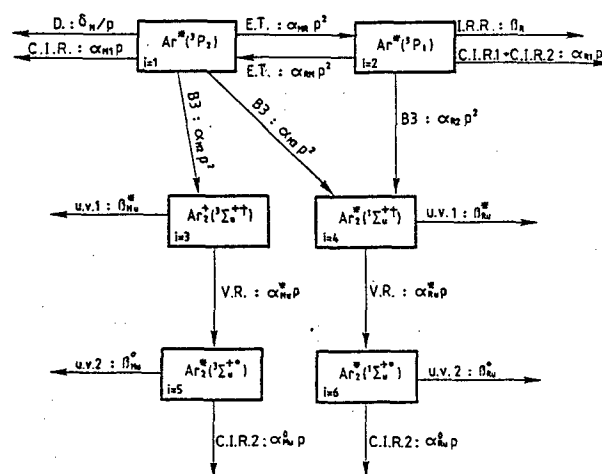 D.: δM/p
C.I.R.: αM1 p
Ar*(³P₂)
i=1
E.T.: αMR p²
E.T.: αRM p²
Ar*(³P₁)
i=2
I.R.R.: βR
C.I.R.1+C.I.R.2: αR1 p
B3: αM2 p²
B3: αM3 p²
B3: αR2 p²
u.v.1: β*Mu
Ar₂⁺(³Σu⁺⁺)
i=3
Ar₂*(¹Σu⁺⁺)
i=4
u.v.1: β*Ru
V.R.: α*Mu p
V.R.: α*Ru p
u.v.2: β°Mu
Ar₂*(³Σu⁺°)
i=5
Ar₂*(¹Σu⁺°)
i=6
u.v.2: β°Ru
C.I.R.2: α°Mu p
C.I.R.2: α°Ru p